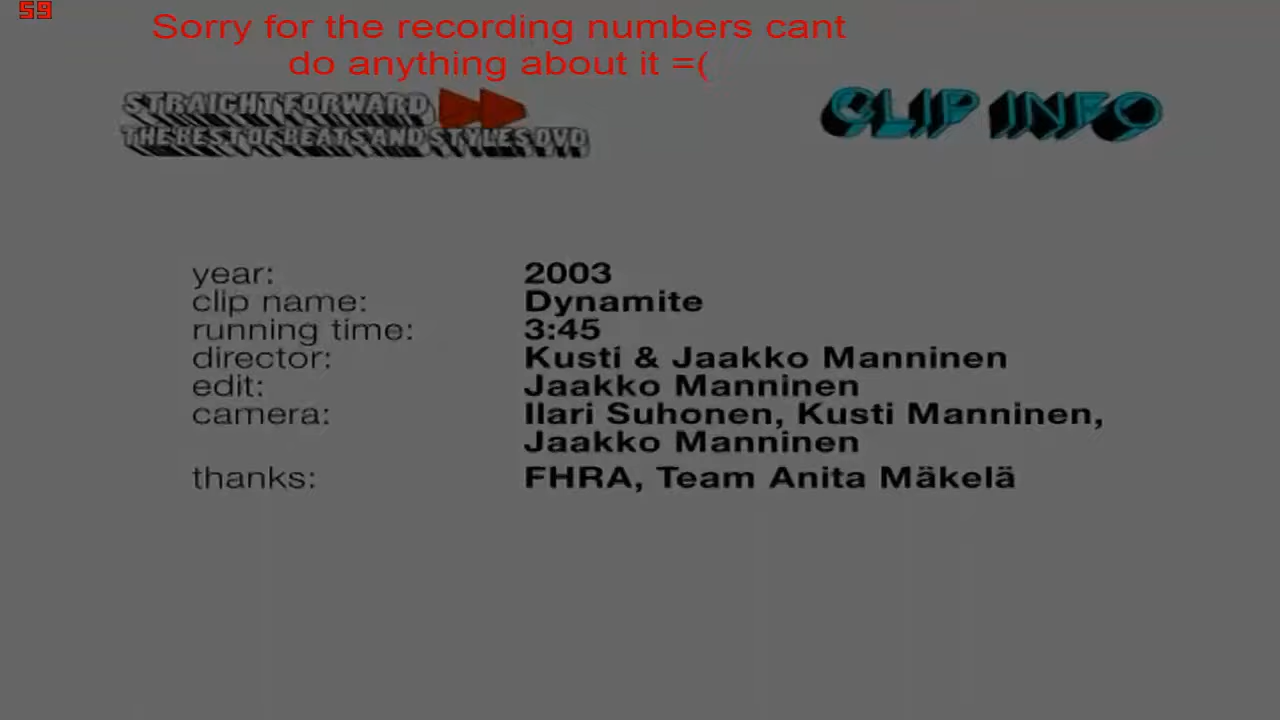 59
Sorry for the recording numbers cant
do anything about it =(
STRAIGHT FORWARD
THE BEST OF BEATS AND STYLES DVD
CLIP INFO
year: 2003
clip name: Dynamite
running time: 3:45
director: Kusti & Jaakko Manninen
edit: Jaakko Manninen
camera: Ilari Suhonen, Kusti Manninen,
Jaakko Manninen
thanks: FHRA, Team Anita Mäkelä